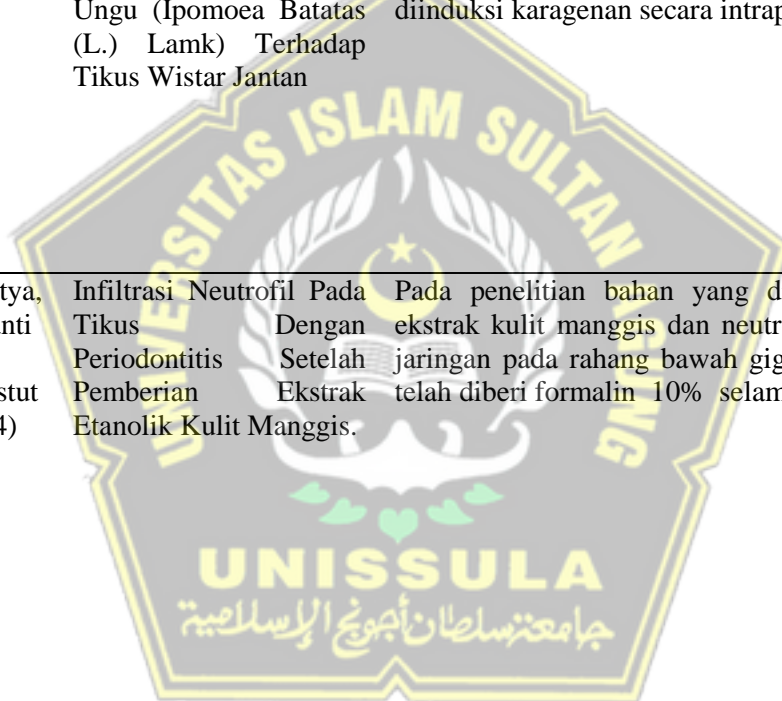 Ungu (Ipomoea Batatas diinduksi karagenan secara intrap
(L.) Lamk) Terhadap
Tikus Wistar Jantan
tya, Infiltrasi Neutrofil Pada Pada penelitian bahan yang d
nti Tikus Dengan ekstrak kulit manggis dan neutr
Periodontitis Setelah jaringan pada rahang bawah gig
stut Pemberian Ekstrak telah diberi formalin 10% selam
4) Etanolik Kulit Manggis.
UNIVERSITAS ISLAM SULTAN AGUNG
UNISSULA
جامعة سلطان أجونج الإسلامية